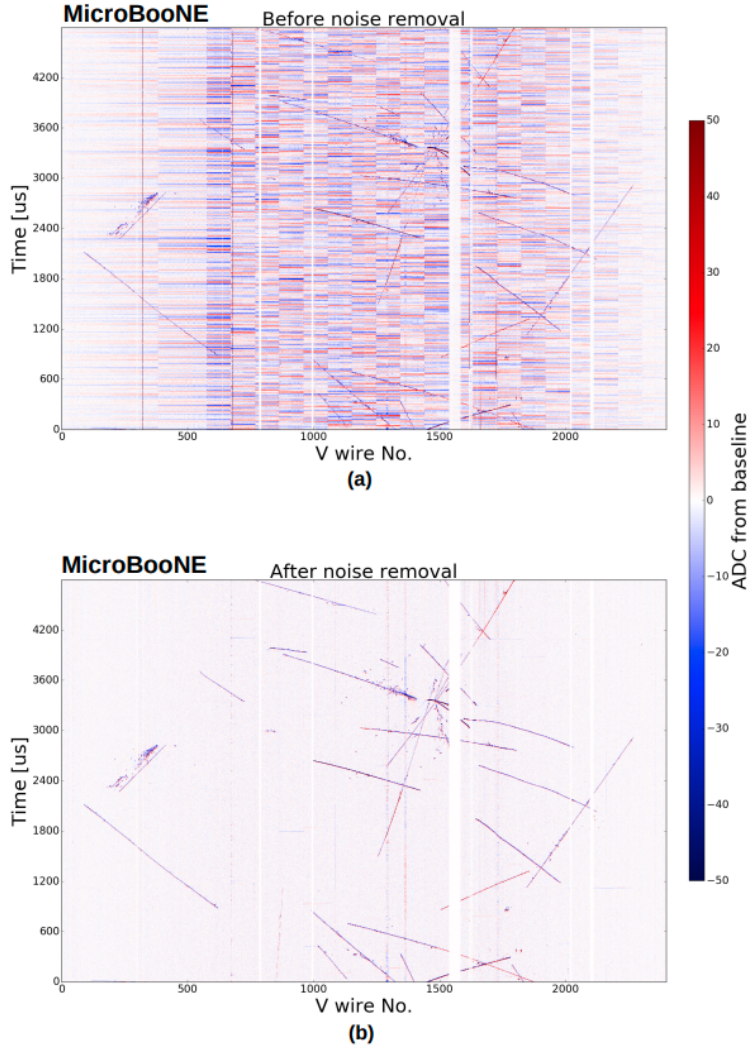 MicroBooNE
Before noise removal
4200
3600
3000
2400
1800
1200
600
0
Time [us]
0 500 1000 1500 2000
V wire No.
(a)
50
40
30
20
10
0
−10
−20
−30
−40
−50
ADC from baseline
MicroBooNE
After noise removal
4200
3600
3000
2400
1800
1200
600
0
Time [us]
0 500 1000 1500 2000
V wire No.
(b)